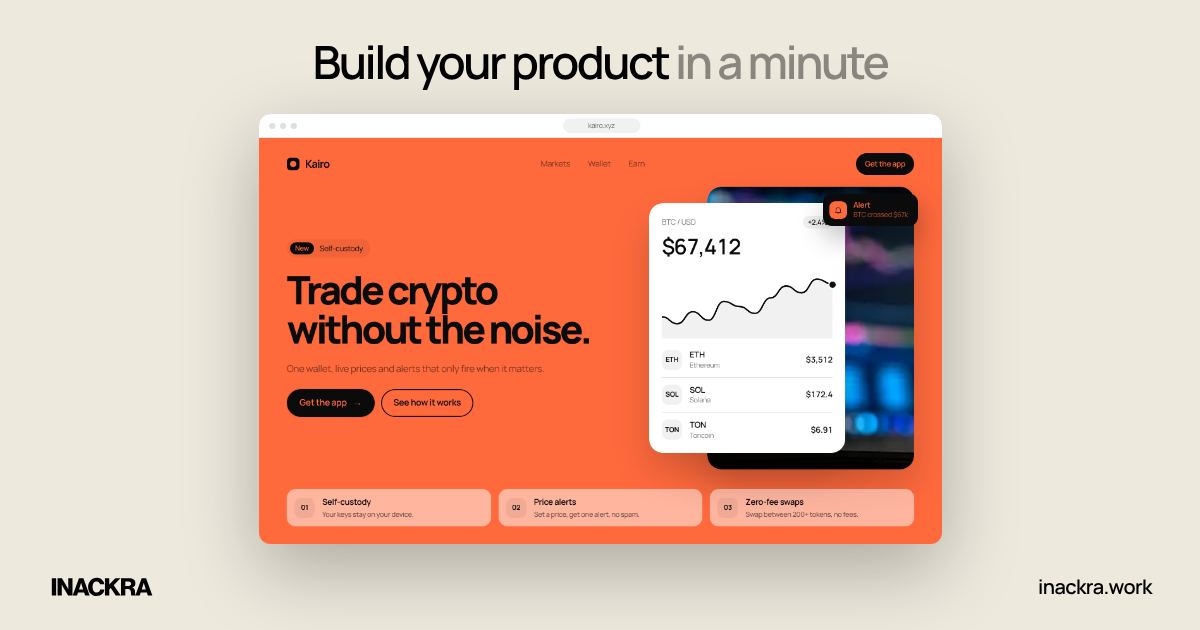 Build your product in a minute
kairo.xyz
Kairo
Markets Wallet Earn
Get the app
Alert
BTC crossed $67k
BTC / USD
+2.4
$67,412
New Self-custody
Trade crypto
without the noise.
One wallet, live prices and alerts that only fire when it matters.
Get the app →
See how it works
ETH ETH
Ethereum
$3,512
SOL SOL
Solana
$172.4
TON TON
Toncoin
$6.91
01 Self-custody
Your keys stay on your device.
02 Price alerts
Set a price, get one alert, no spam.
03 Zero-fee swaps
Swap between 200+ tokens, no fees.
INACKRA
inackra.work